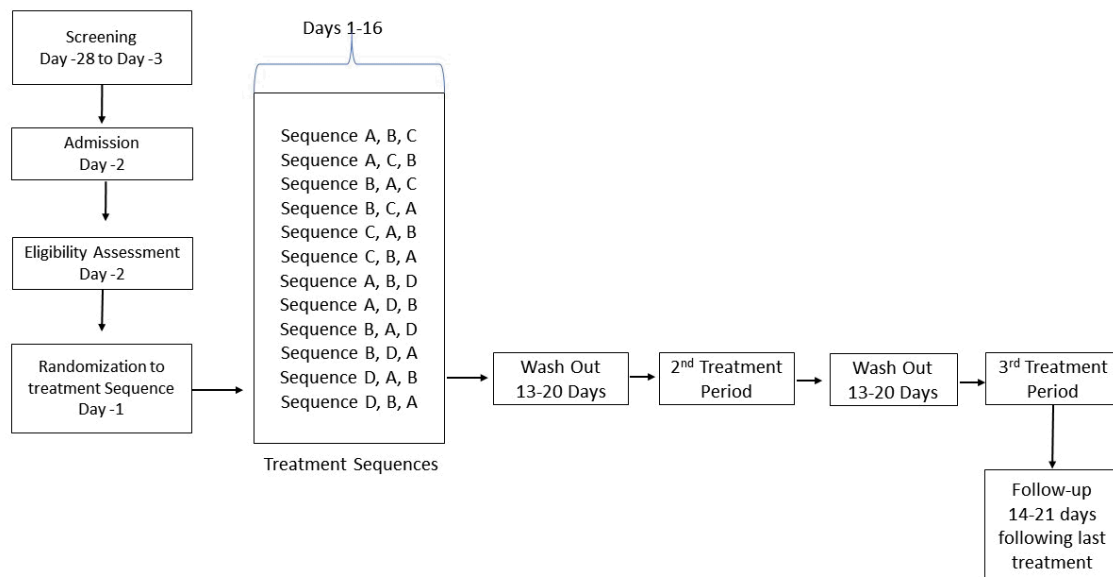 Screening
Day -28 to Day -3
Admission
Day -2
Eligibility Assessment
Day -2
Randomization to
treatment Sequence
Day -1
Days 1-16
Sequence A, B, C
Sequence A, C, B
Sequence B, A, C
Sequence B, C, A
Sequence C, A, B
Sequence C, B, A
Sequence A, B, D
Sequence A, D, B
Sequence B, A, D
Sequence B, D, A
Sequence D, A, B
Sequence D, B, A
Treatment Sequences
Wash Out
13-20 Days
2nd Treatment
Period
Wash Out
13-20 Days
3rd Treatment
Period
Follow-up
14-21 days
following last
treatment